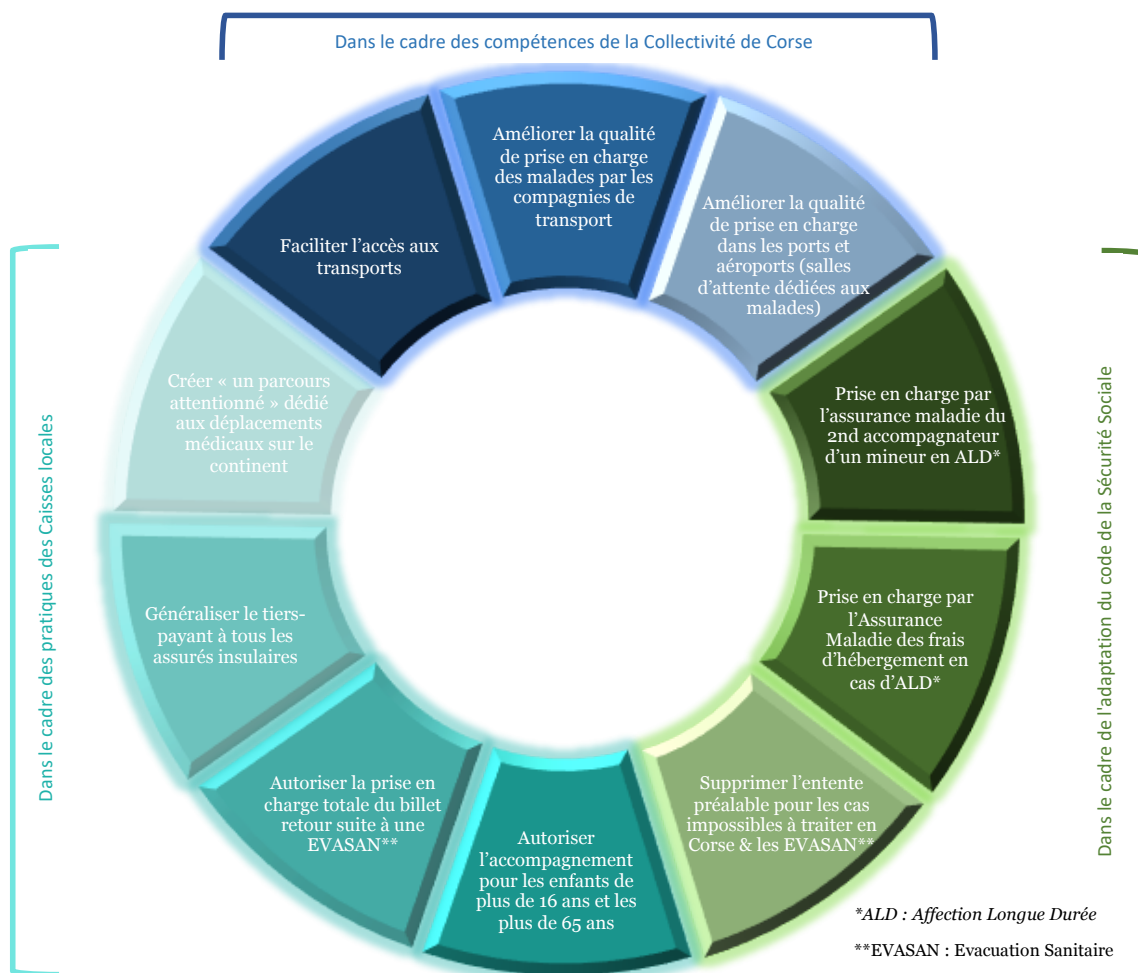 Dans le cadre des compétences de la Collectivité de Corse
Améliorer la qualité
de prise en charge
des malades par les
compagnies de
transport
Améliorer la qualité
de prise en charge
dans les ports et
aéroports (salles
d'attente dédiées aux
malades)
Prise en charge par
l'assurance maladie du
2nd accompagnateur
d'un mineur en ALD*
Prise en charge par
l'Assurance
Maladie des frais
d'hébergement en
cas d'ALD*
Supprimer l'entente
préalable pour les cas
impossibles à traiter en
Corse & les EVASAN**
Autoriser
l'accompagnement
pour les enfants de
plus de 16 ans et les
plus de 65 ans
Autoriser la prise en
charge totale du billet
retour suite à une
EVASAN**
Généraliser le tiers-
payant à tous les
assurés insulaires
Créer « un parcours
attentionné » dédié
aux déplacements
médicaux sur le
continent
Faciliter l'accès aux
transports
Dans le cadre des pratiques des Caisses locales
Dans le cadre de l'adaptation du code de la Sécurité Sociale
*ALD : Affection Longue Durée
**EVASAN : Evacuation Sanitaire